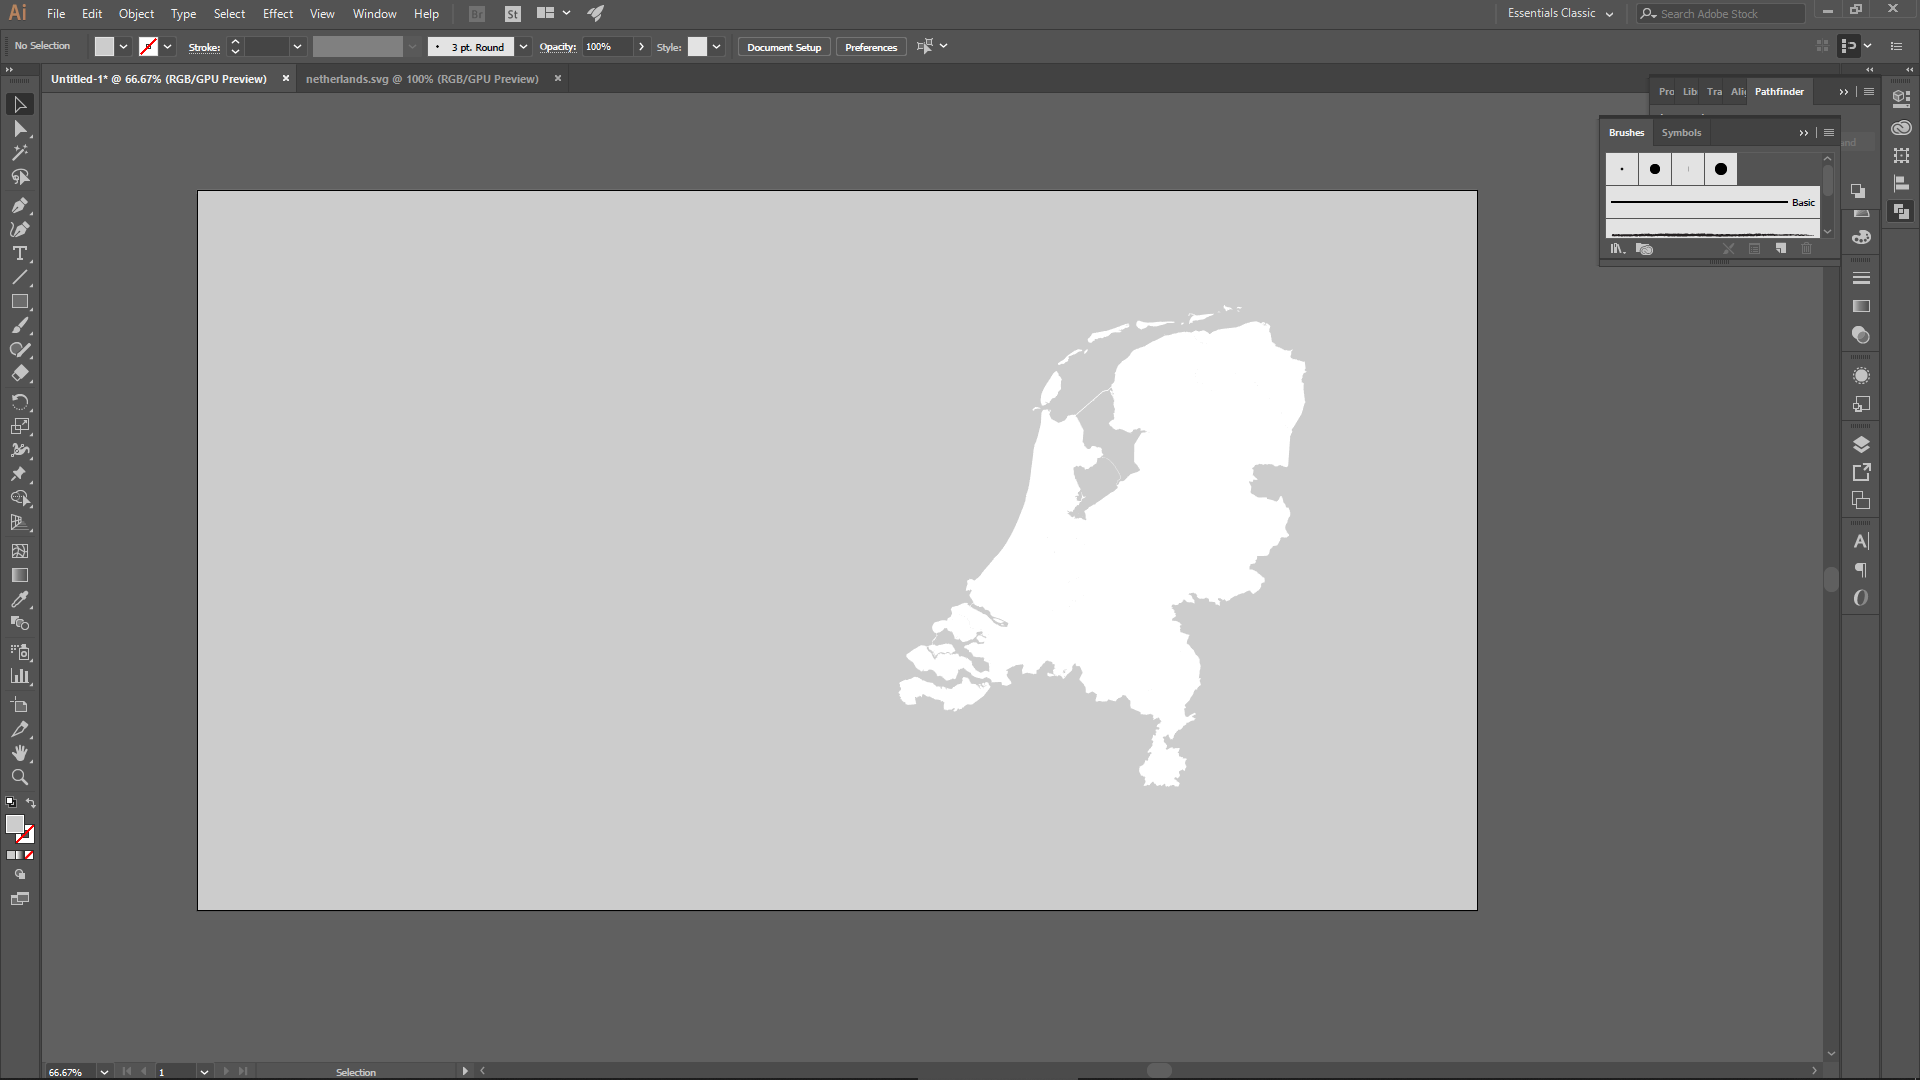 Ai File Edit Object Type Select Effect View Window Help Br St Essentials Classic Search Adobe Stock
No Selection Stroke: 3 pt. Round Opacity: 100% Style: Document Setup Preferences
Untitled-1* @ 66.67% (RGB/GPU Preview) netherlands.svg @ 100% (RGB/GPU Preview)
Pro Lib Tra Ali Pathfinder
Brushes Symbols
Basic
66.67% 1 Selection